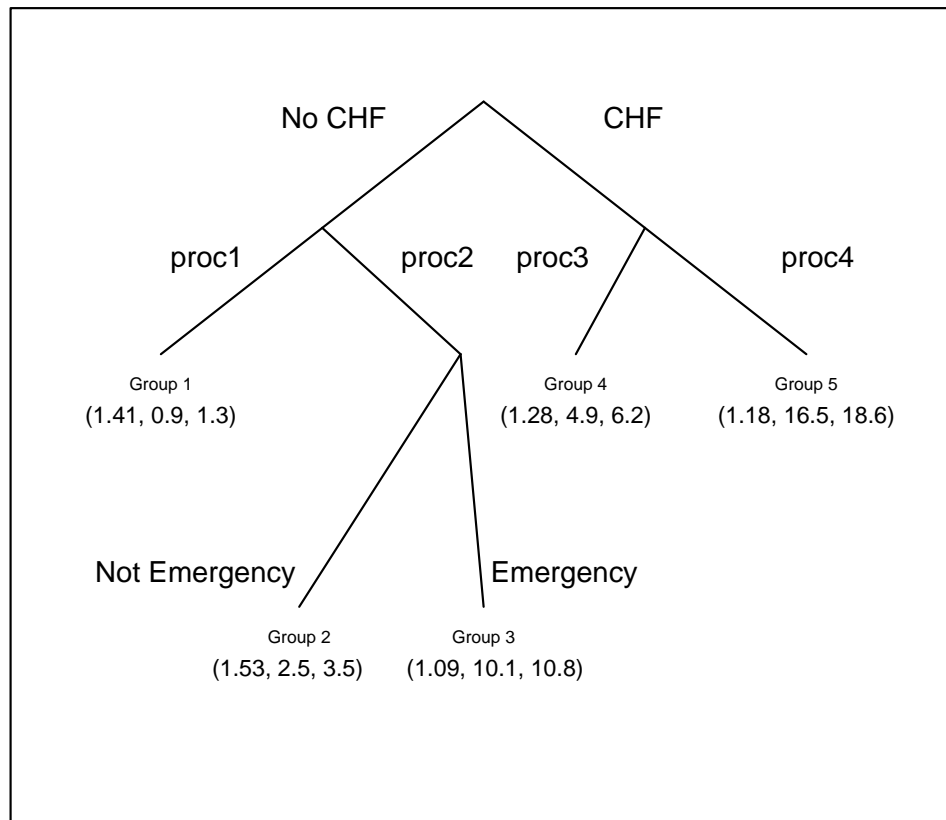 No CHF
CHF
proc1
proc2
proc3
proc4
Group 1
(1.41, 0.9, 1.3)
Group 4
(1.28, 4.9, 6.2)
Group 5
(1.18, 16.5, 18.6)
Not Emergency
Emergency
Group 2
(1.53, 2.5, 3.5)
Group 3
(1.09, 10.1, 10.8)